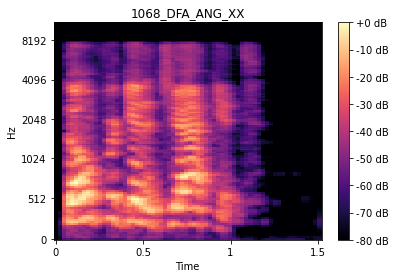 1068_DFA_ANG_XX
8192
4096
2048
1024
512
0
Hz
0
0.5
1
1.5
Time
+0 dB
-10 dB
-20 dB
-30 dB
-40 dB
-50 dB
-60 dB
-70 dB
-80 dB